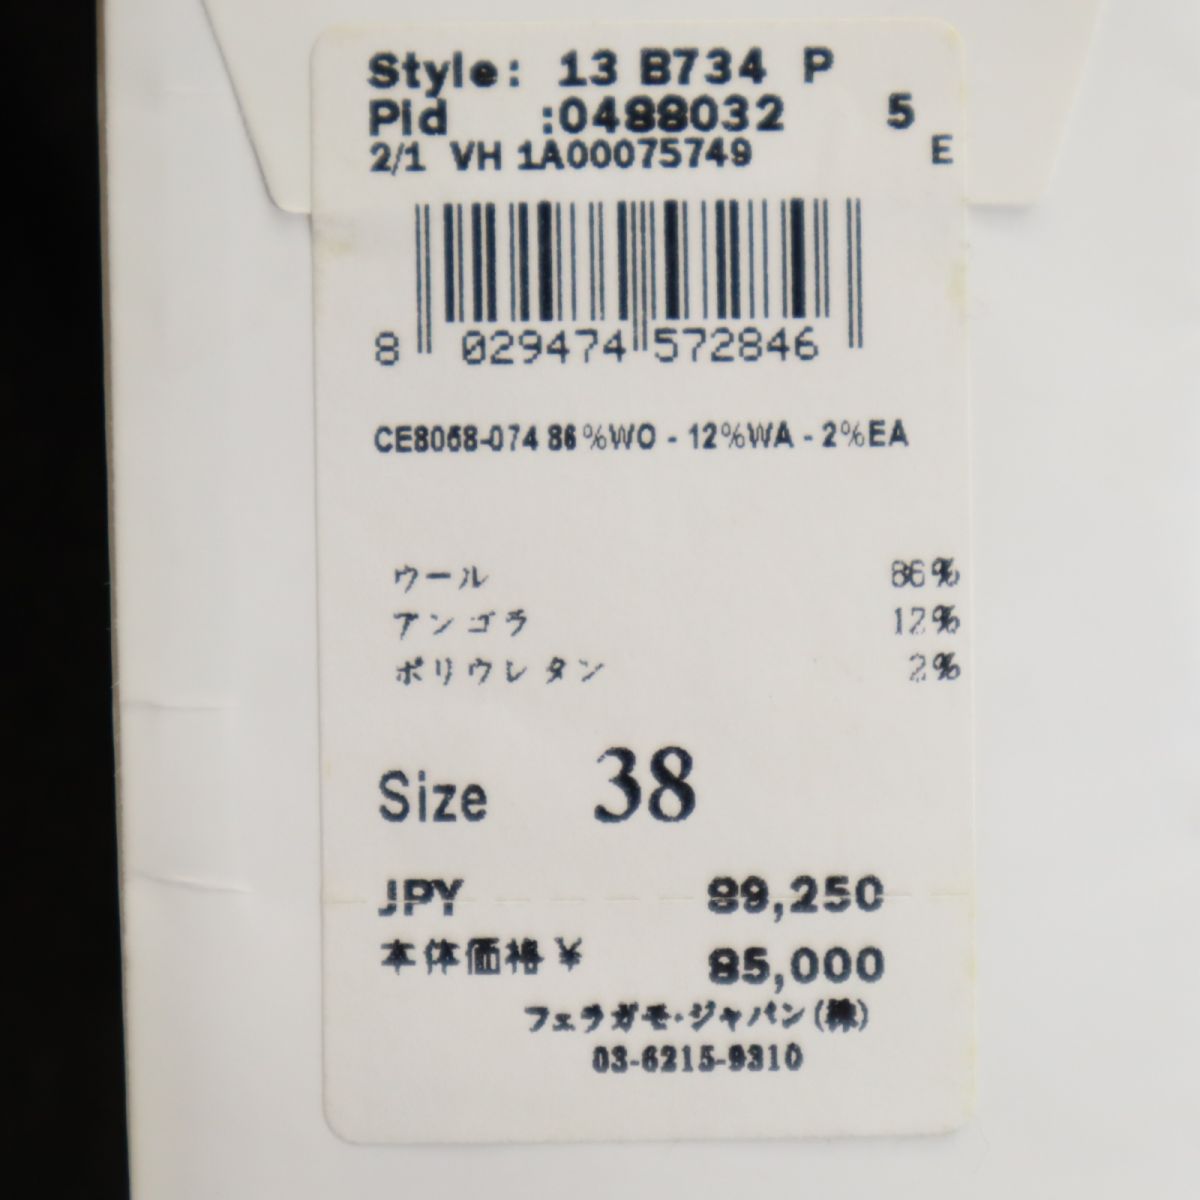 Style: 13 B734 P
Pid :0488032 5
2/1 VH 1A00075749 E
8 029474 572846
CE8068-074 86%WO - 12%WA - 2%EA
ウール 86%
アンゴラ 12%
ポリウレタン 2%
Size 38
JPY 89,250
本体価格¥ 85,000
フェラガモ・ジャパン(株)
03-6215-9310